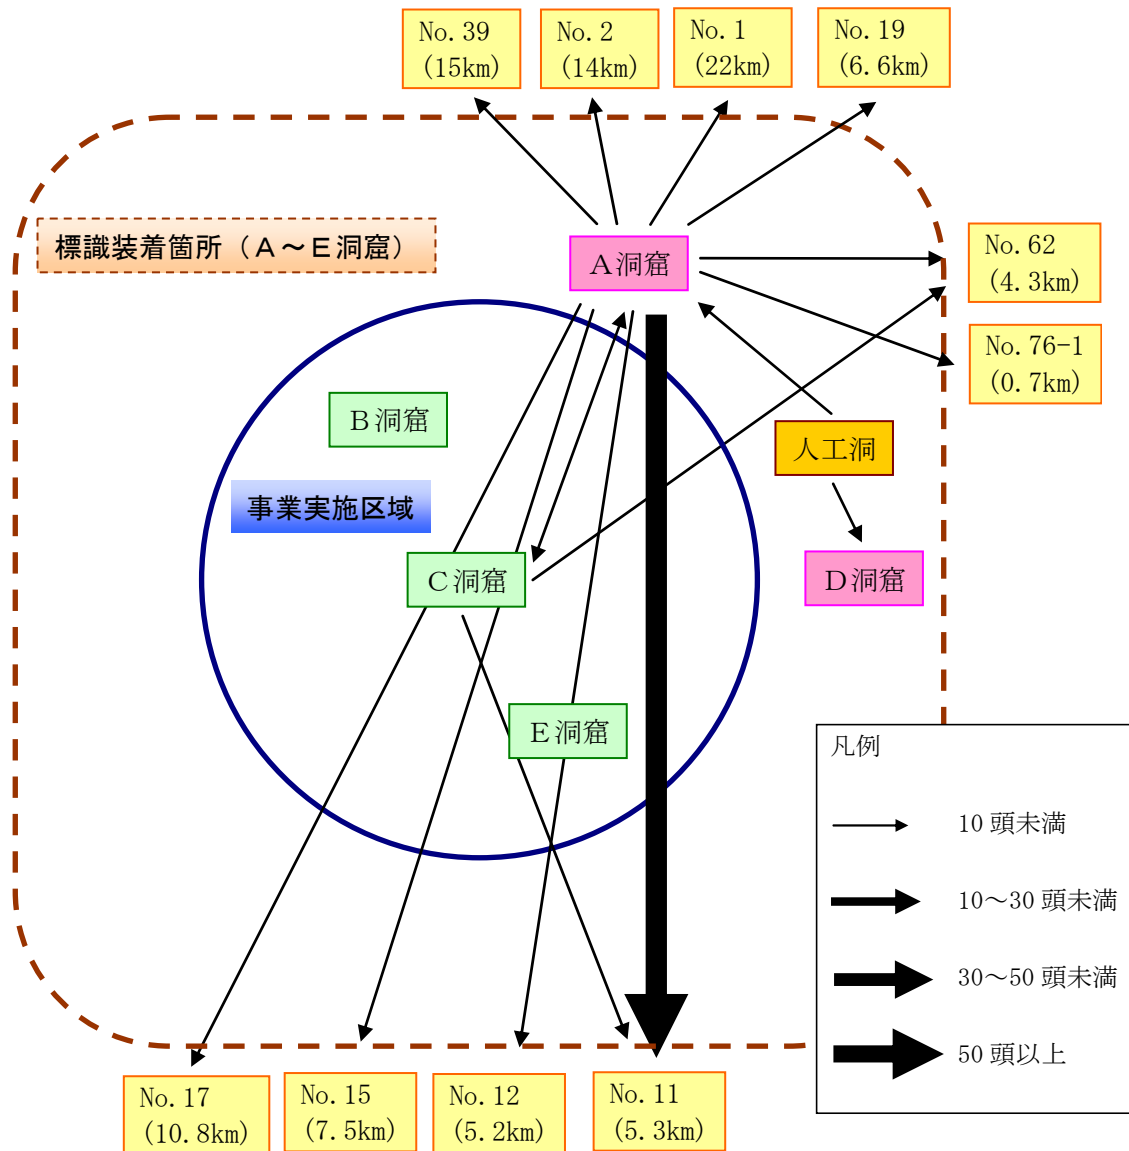 No.39
(15km)
No.2
(14km)
No.1
(22km)
No.19
(6.6km)
標識装着箇所（A～E洞窟）
A洞窟
No.62
(4.3km)
No.76-1
(0.7km)
B洞窟
人工洞
事業実施区域
C洞窟
D洞窟
E洞窟
凡例
10頭未満
10～30頭未満
30～50頭未満
50頭以上
No.17
(10.8km)
No.15
(7.5km)
No.12
(5.2km)
No.11
(5.3km)